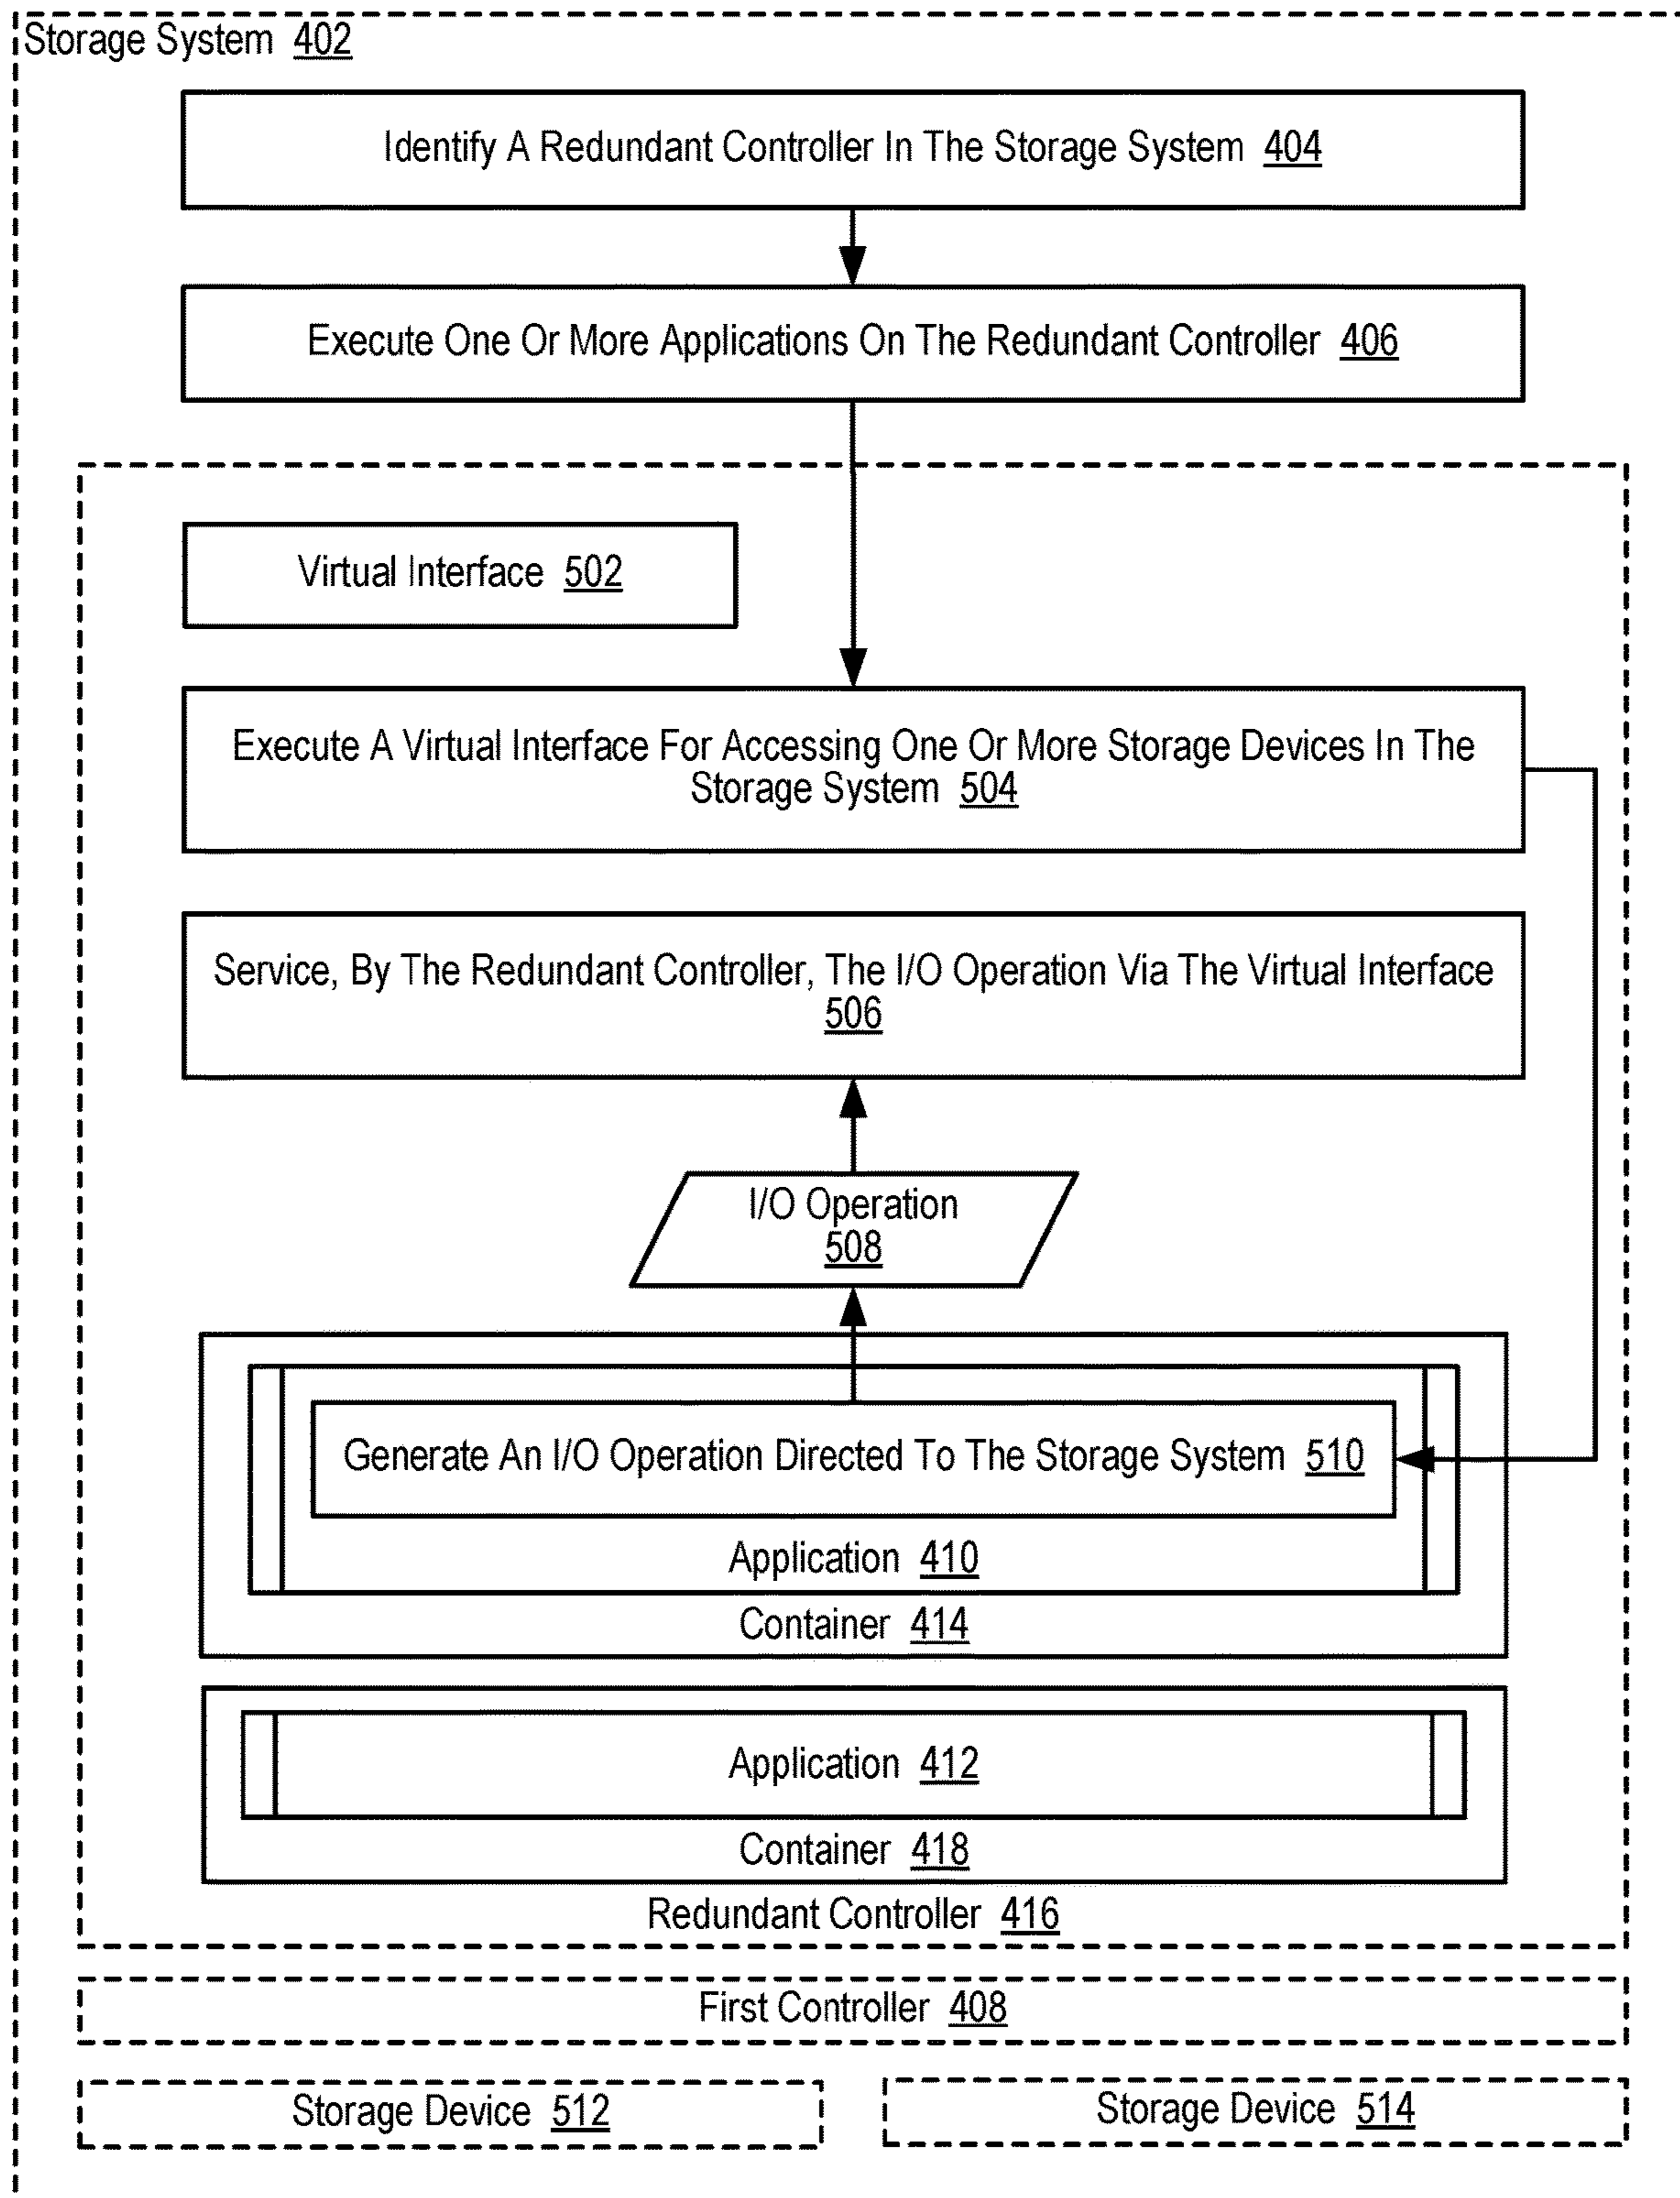 Storage System 402
Identify A Redundant Controller In The Storage System 404
Execute One Or More Applications On The Redundant Controller 406
Virtual Interface 502
Execute A Virtual Interface For Accessing One Or More Storage Devices In The
Storage System 504
Service, By The Redundant Controller, The I/O Operation Via The Virtual Interface
506
I/O Operation
508
Generate An I/O Operation Directed To The Storage System 510
Application 410
Container 414
Application 412
Container 418
Redundant Controller 416
First Controller 408
Storage Device 512
Storage Device 514